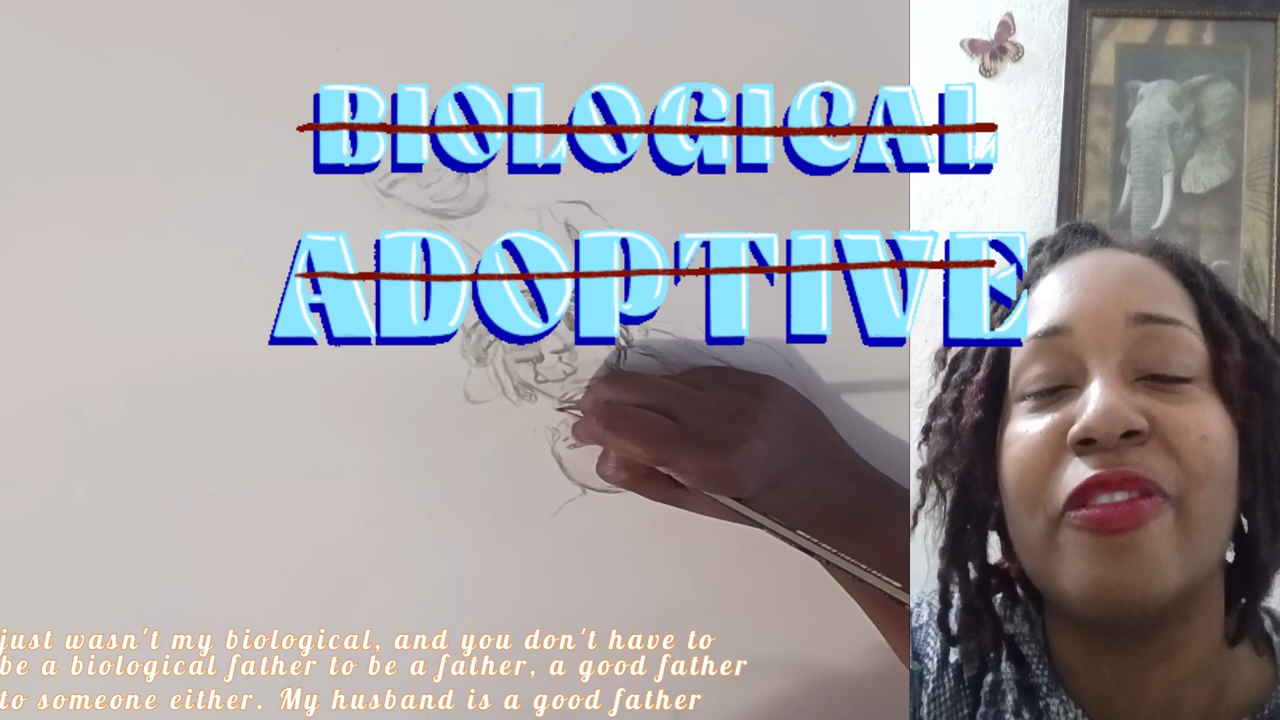 BIOLOGICAL
ADOPTIVE
just wasn't my biological, and you don't have to
be a biological father to be a father, a good father
to someone either. My husband is a good father